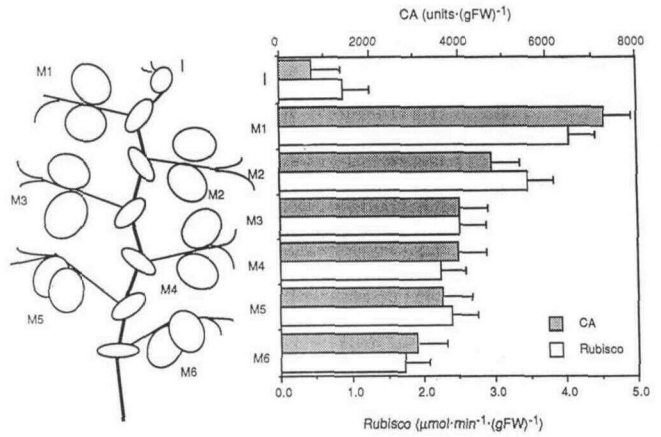 CA (units·(gFW)-1)
0 2000 4000 6000 8000
I
M1
M2
M3
M4
M5
M6
I
M1
M2
M3
M4
M5
M6
CA
Rubisco
0.0 1.0 2.0 3.0 4.0 5.0
Rubisco (μmol·min-1·(gFW)-1)